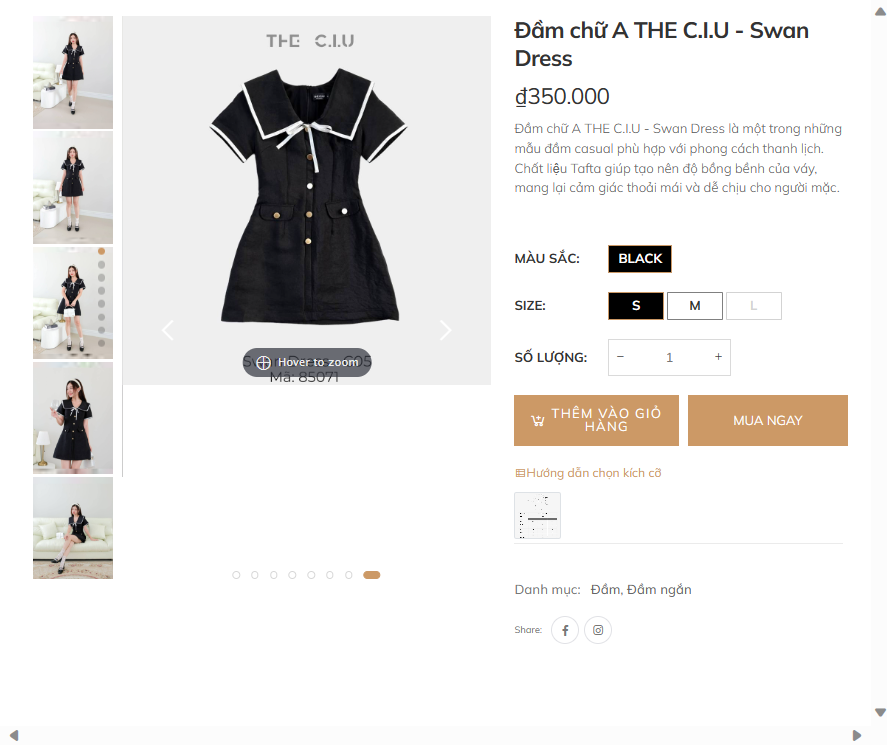 THE C.I.U
Hover to zoom
Mã: 85071
Đầm chữ A THE C.I.U - Swan
Dress
₫350.000
Đầm chữ A THE C.I.U - Swan Dress là một trong những
mẫu đầm casual phù hợp với phong cách thanh lịch.
Chất liệu Tafta giúp tạo nên độ bồng bềnh của váy,
mang lại cảm giác thoải mái và dễ chịu cho người mặc.
MÀU SẮC: BLACK
SIZE: S M L
SỐ LƯỢNG: − 1 +
THÊM VÀO GIỎ
HÀNG
MUA NGAY
Hướng dẫn chọn kích cỡ
Danh mục: Đầm, Đầm ngắn
Share: